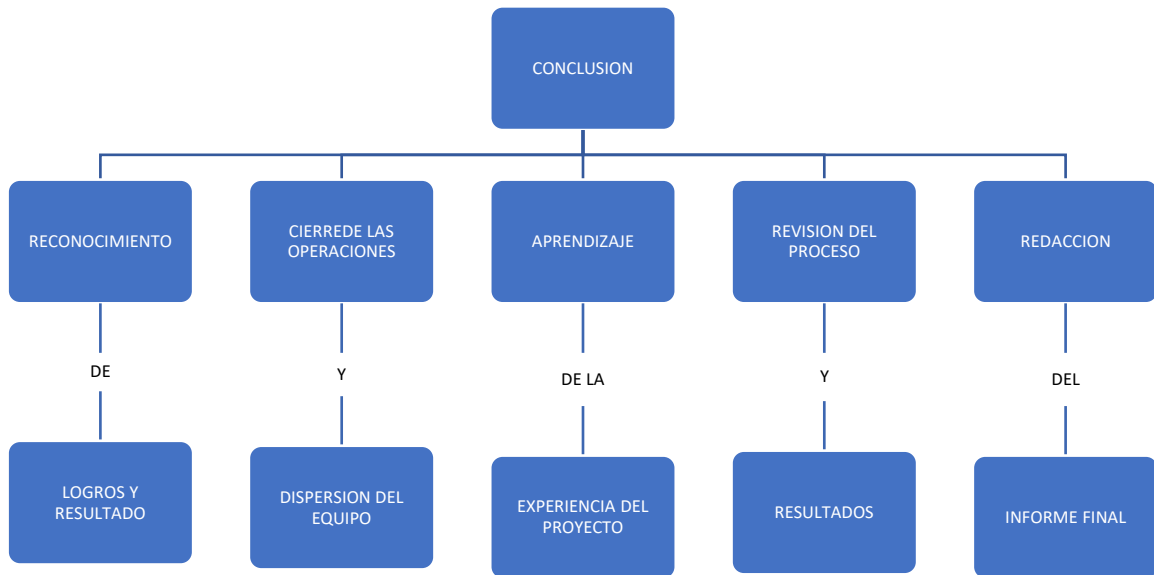 CONCLUSION
RECONOCIMIENTO
CIERREDE LAS
OPERACIONES
APRENDIZAJE
REVISION DEL
PROCESO
REDACCION
DE
Y
DE LA
Y
DEL
LOGROS Y
RESULTADO
DISPERSION DEL
EQUIPO
EXPERIENCIA DEL
PROYECTO
RESULTADOS
INFORME FINAL